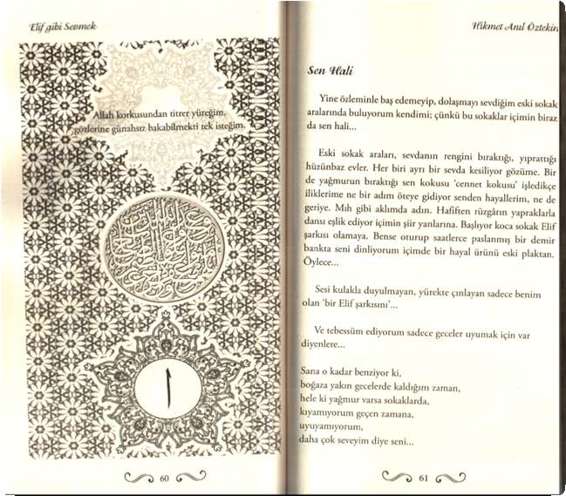 Elif gibi Sevmek
Allah korkusundan titrer yüreğim,
gözlerine günahsız bakabilmekti tek isteğim.
ا
60
Hikmet Anıl Öztekin
Sen Hali
Yine özleminle baş edemeyip, dolaşmayı sevdiğim eski sokak
aralarında buluyorum kendimi; çünkü bu sokaklar içimin biraz
da sen hali...
Eski sokak araları, sevdanın rengini bıraktığı, yıprattığı
hüzünbaz evler. Her biri ayrı bir sevda kesiliyor gözüme. Bir
de yağmurun bıraktığı sen kokusu 'cennet kokusu' işledikçe
iliklerime ne bir adım öteye gidiyor senden hayallerim, ne de
geriye. Mıh gibi aklımda adın. Hafiften rüzgârın yapraklarla
dansı eşlik ediyor içimin şiir yanlarına. Başlıyor koca sokak Elif
şarkısı olamaya. Bense oturup saatlerce paslanmış bir demir
bankta seni dinliyorum içimde bir hayal ürünü eski plaktan.
Öylece...
Sesi kulakla duyulmayan, yürekte çınlayan sadece benim
olan 'bir Elif şarkısını'...
Ve tebessüm ediyorum sadece geceler uyumak için var
diyenlere...
Sana o kadar benziyor ki,
boğaza yakın gecelerde kaldığım zaman,
hele ki yağmur varsa sokaklarda,
kıyamıyorum geçen zamana,
uyuyamıyorum,
daha çok seveyim diye seni...
61